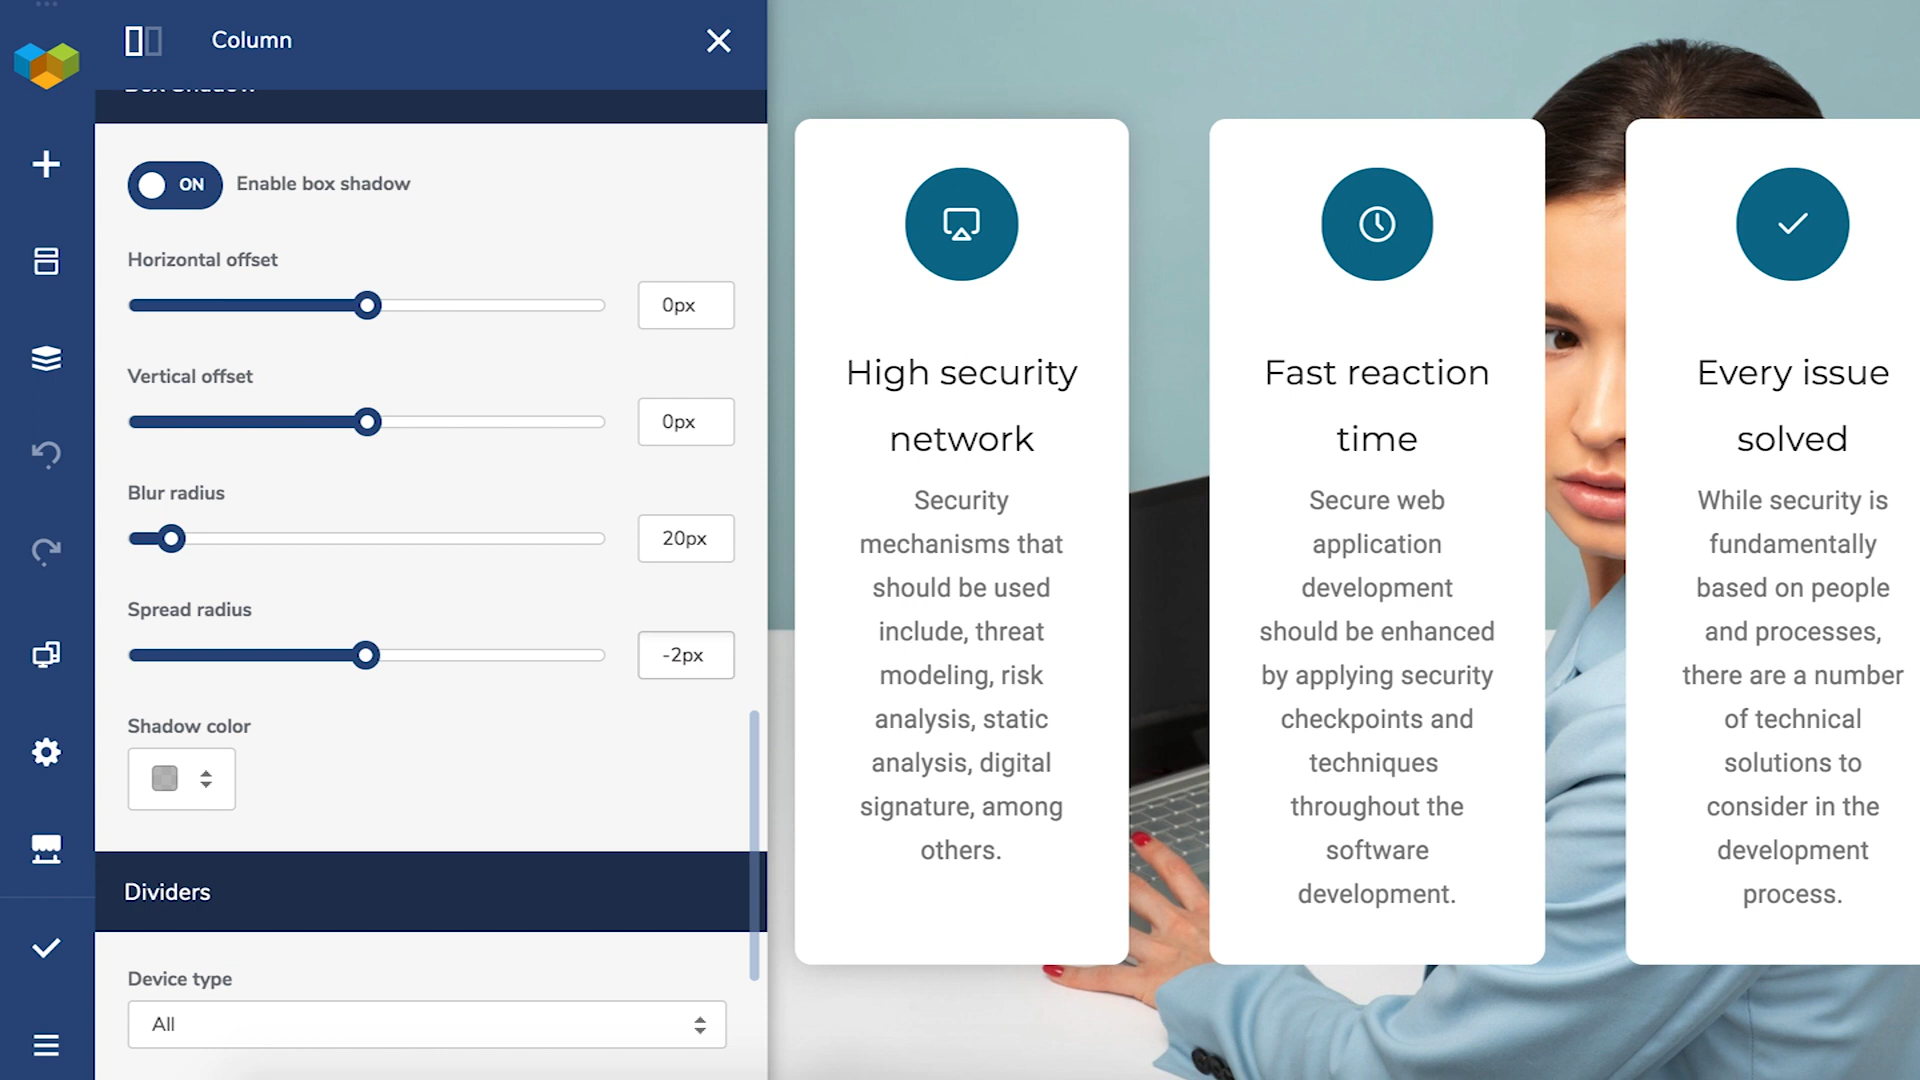 Column
Box Shadow
ON
Enable box shadow
Horizontal offset
0px
Vertical offset
0px
Blur radius
20px
Spread radius
-2px
Shadow color
Dividers
Device type
All
High security
network
Security
mechanisms that
should be used
include, threat
modeling, risk
analysis, static
analysis, digital
signature, among
others.
Fast reaction
time
Secure web
application
development
should be enhanced
by applying security
checkpoints and
techniques
throughout the
software
development.
Every issue
solved
While security is
fundamentally
based on people
and processes,
there are a number
of technical
solutions to
consider in the
development
process.